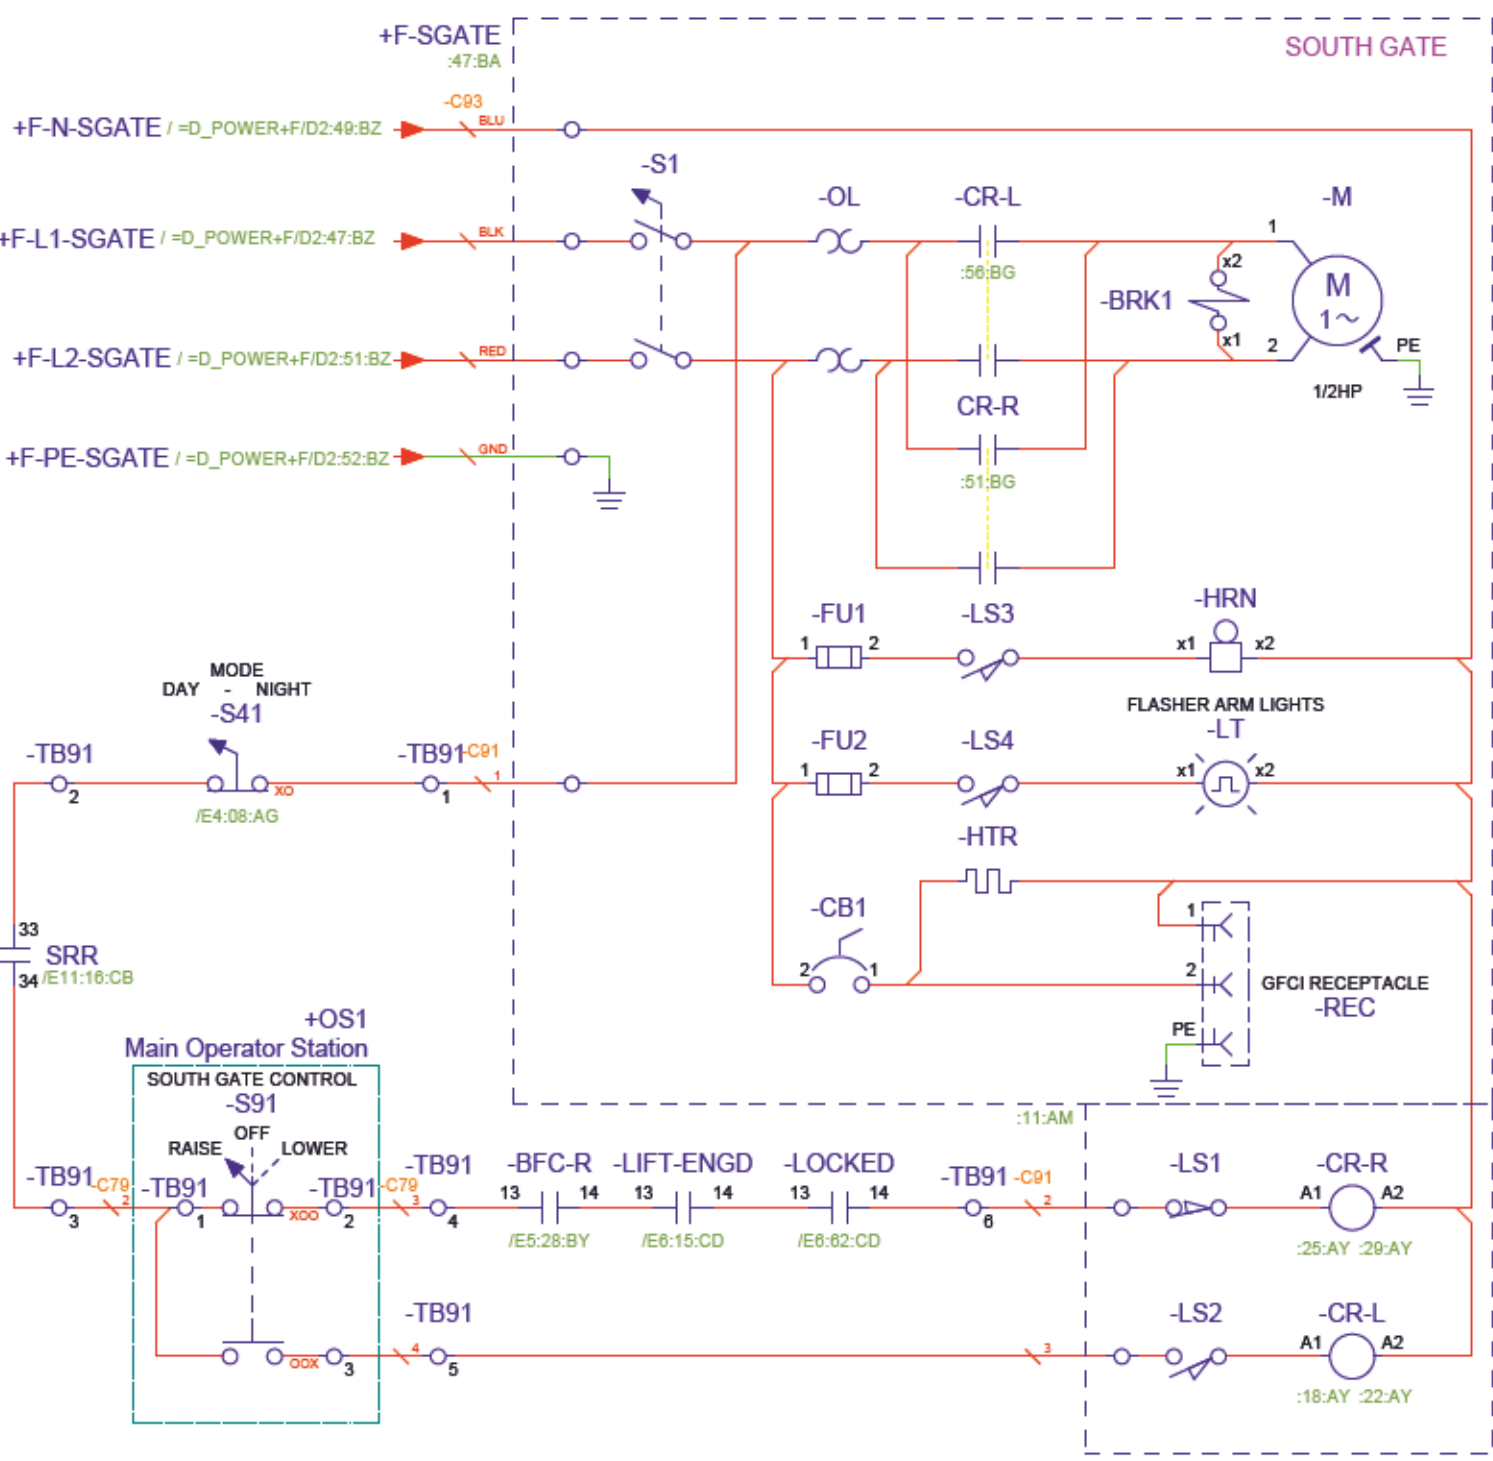 +F-SGATE
:47:BA
SOUTH GATE
-C93
+F-N-SGATE / =D_POWER+F/D2:49:BZ
BLU
-S1
-OL
-CR-L
-M
+F-L1-SGATE / =D_POWER+F/D2:47:BZ
BLK
1
x2
:56:BG
-BRK1
M
1~
+F-L2-SGATE / =D_POWER+F/D2:51:BZ
RED
x1
2
PE
1/2HP
CR-R
+F-PE-SGATE / =D_POWER+F/D2:52:BZ
GND
:51:BG
-FU1
-LS3
-HRN
1
2
x1
x2
MODE
DAY - NIGHT
-S41
FLASHER ARM LIGHTS
-LT
-TB91
-TB91
-C91
-FU2
-LS4
2
XO
1
1
1
2
x1
x2
/E4:08:AG
-HTR
-CB1
1
33
SRR
34
/E11:16:CB
2
1
2
GFCI RECEPTACLE
-REC
PE
+OS1
Main Operator Station
SOUTH GATE CONTROL
-S91
OFF
RAISE
LOWER
:11:AM
-TB91
-C79
-TB91
-TB91
-C79
-TB91
-BFC-R
-LIFT-ENGD
-LOCKED
-TB91
-C91
-LS1
-CR-R
3
2
1
XOO
2
3
4
13
14
13
14
13
14
6
2
A1
A2
/E5:28:BY
/E6:15:CD
/E6:62:CD
:25:AY :29:AY
-TB91
-LS2
-CR-L
OOX
3
4
5
3
A1
A2
:18:AY :22:AY